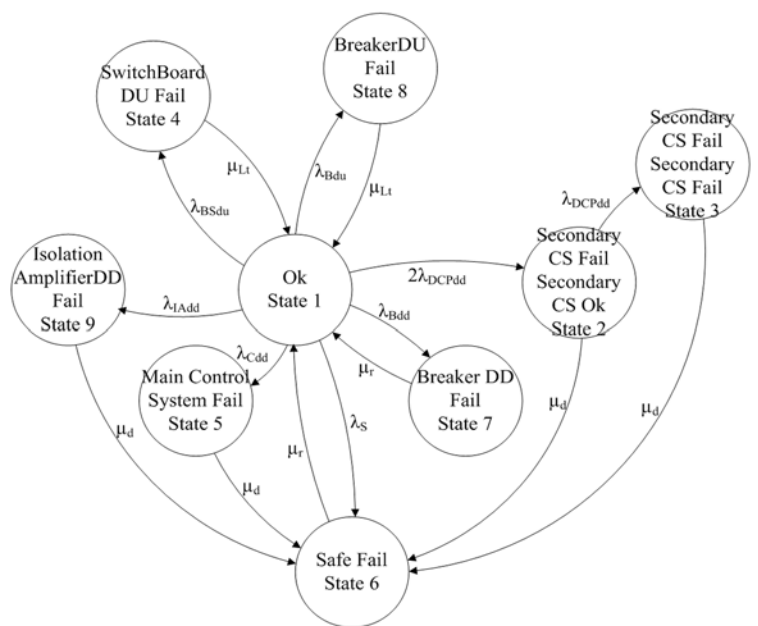 SwitchBoard
DU Fail
State 4
BreakerDU
Fail
State 8
Secondary
CS Fail
Secondary
CS Fail
State 3
μLt
λBdu
μLt
λBSdu
λDCPdd
Isolation
AmplifierDD
Fail
State 9
Ok
State 1
2λDCPdd
Secondary
CS Fail
Secondary
CS Ok
State 2
λIAdd
λBdd
λCdd
μr
Main Control
System Fail
State 5
Breaker DD
Fail
State 7
μd
μd
μd
μr
λS
μd
Safe Fail
State 6